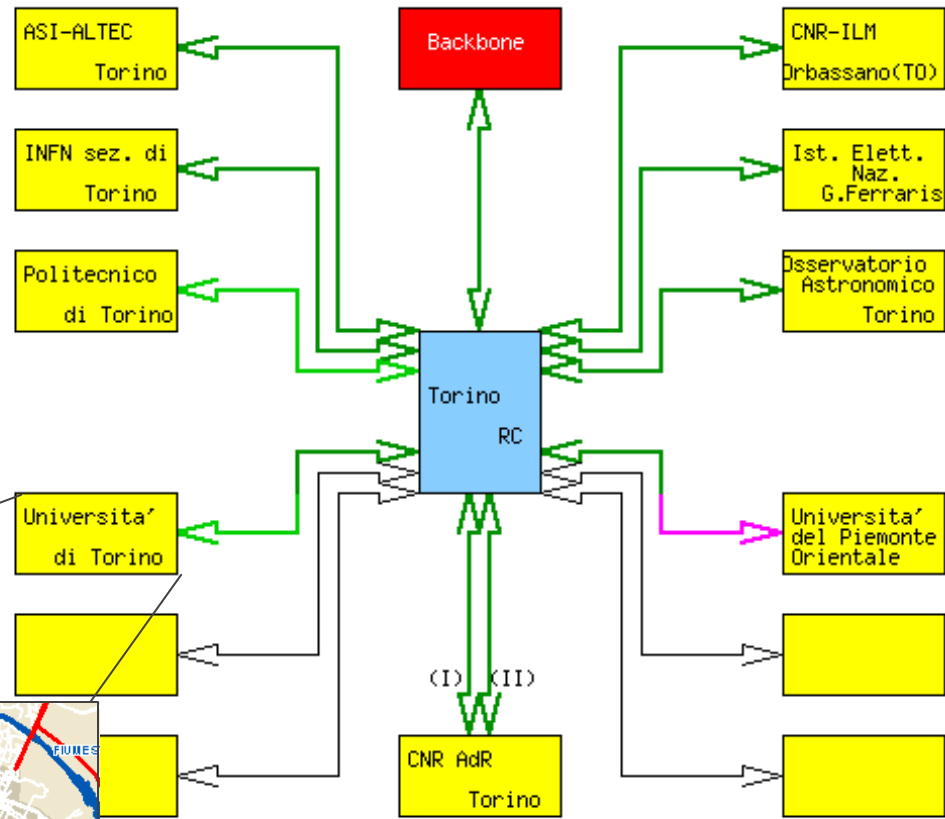 ASI-ALTEC
Torino
Backbone
CNR-ILM
Orbassano(TO)
INFN sez. di
Torino
Ist. Elett.
Naz.
G.Ferraris
Politecnico
di Torino
Osservatorio
Astronomico
Torino
Torino
RC
Universita´
di Torino
Universita´
del Piemonte
Orientale
(I)
(II)
FIUMES
CNR AdR
Torino